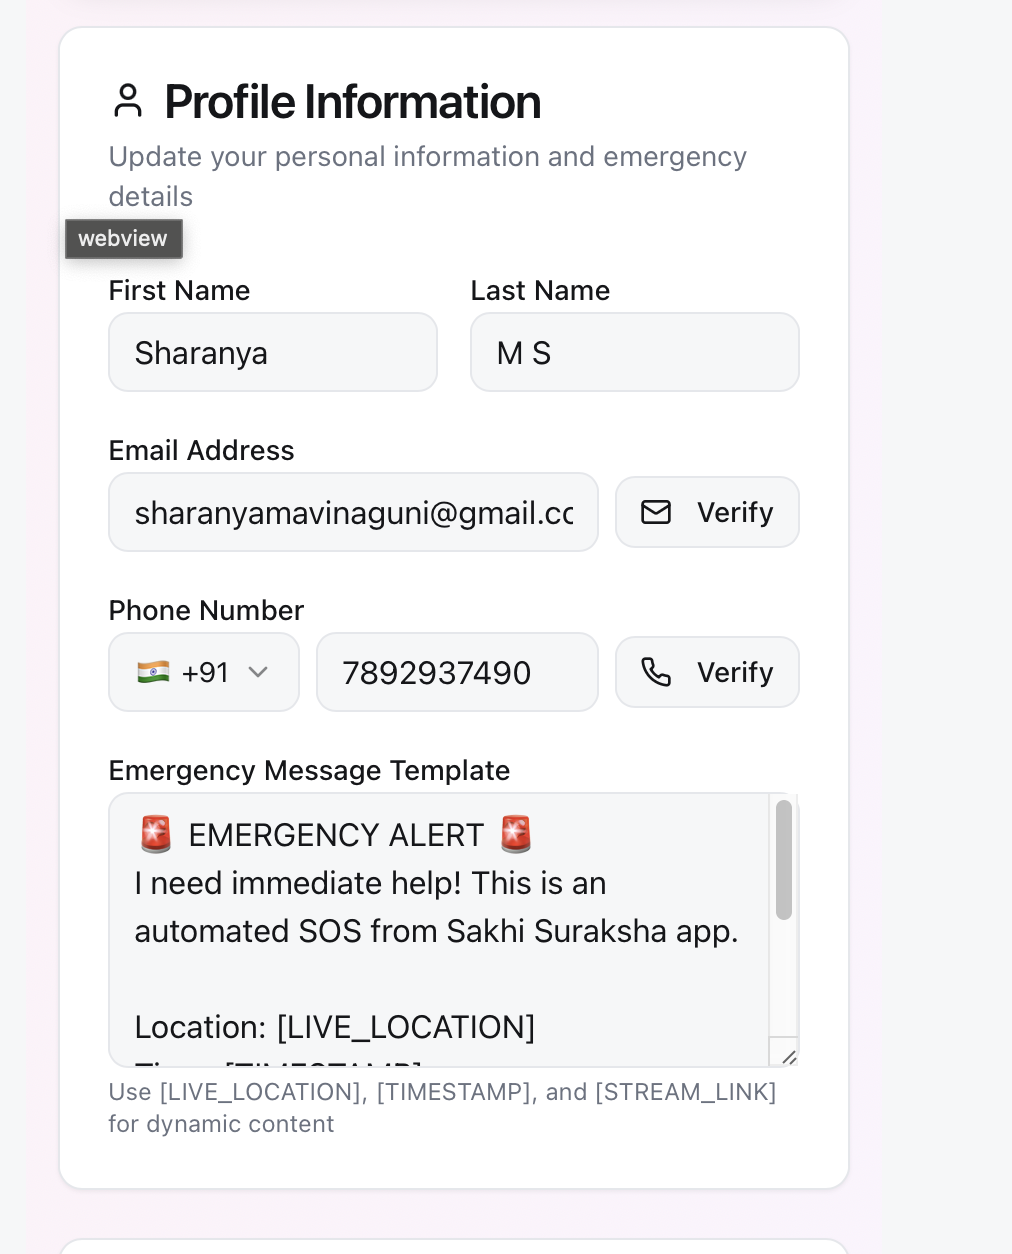 Profile Information
Update your personal information and emergency
details
webview
First Name
Last Name
Sharanya
M S
Email Address
sharanyamavinaguni@gmail.cc
Verify
Phone Number
+91
7892937490
Verify
Emergency Message Template
🚨 EMERGENCY ALERT 🚨
I need immediate help! This is an
automated SOS from Sakhi Suraksha app.
Location: [LIVE_LOCATION]
Time: [TIMESTAMP]
Use [LIVE_LOCATION], [TIMESTAMP], and [STREAM_LINK]
for dynamic content